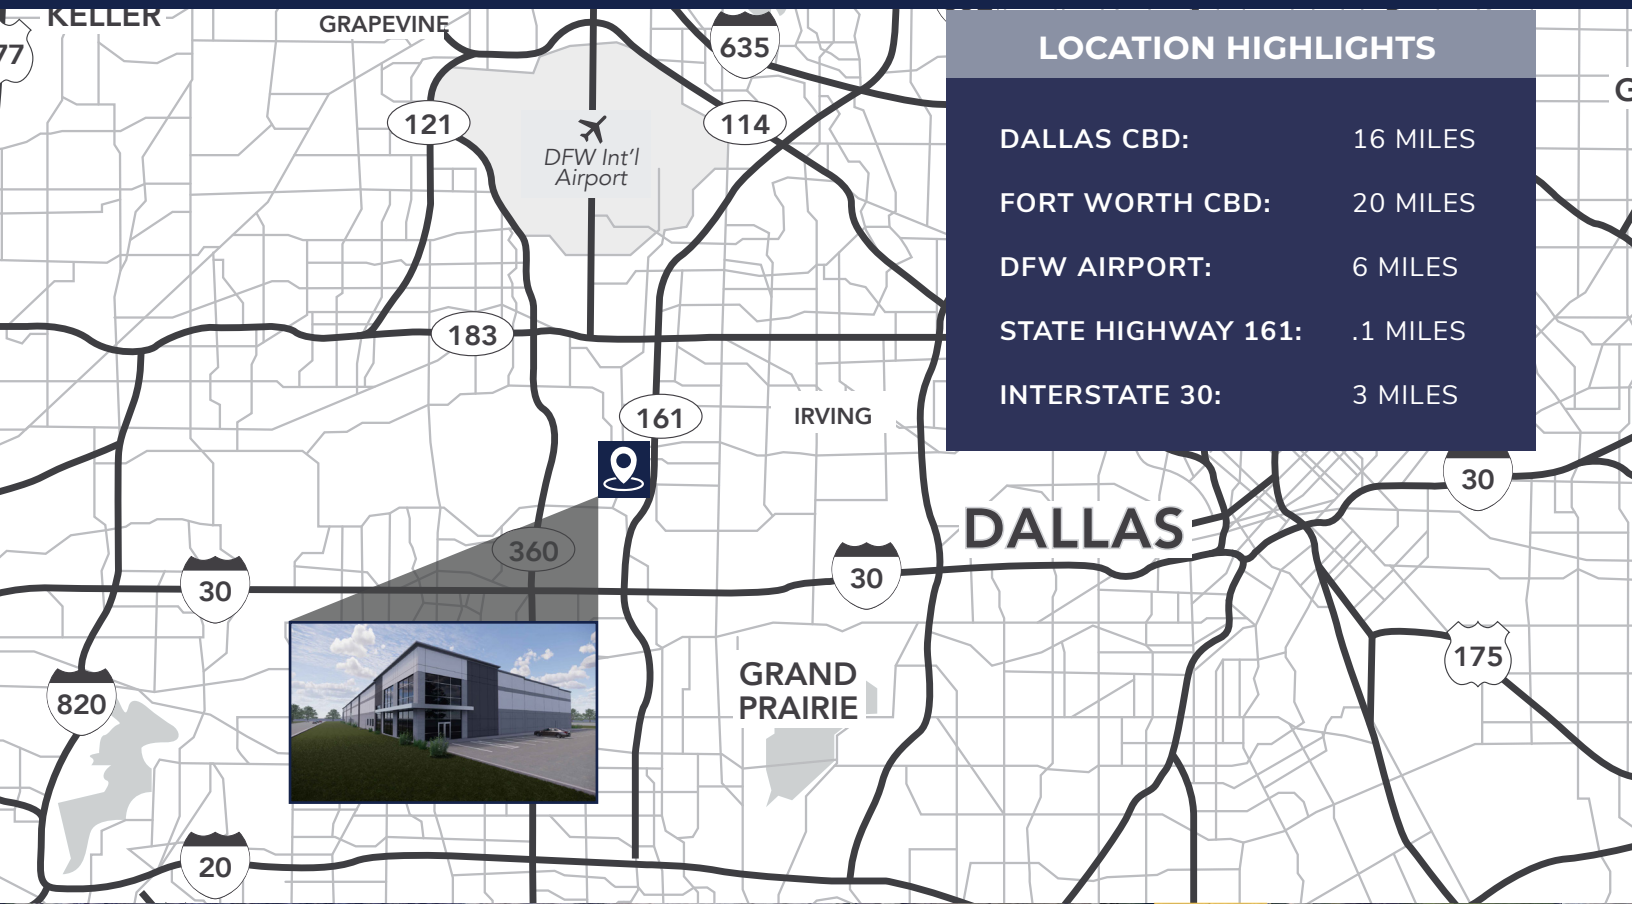 KELLER
GRAPEVINE
77
635
LOCATION HIGHLIGHTS
121
114
DFW Int'l
Airport
DALLAS CBD: 16 MILES
FORT WORTH CBD: 20 MILES
DFW AIRPORT: 6 MILES
STATE HIGHWAY 161: .1 MILES
INTERSTATE 30: 3 MILES
183
161
IRVING
30
DALLAS
360
30
30
GRAND
PRAIRIE
175
820
20